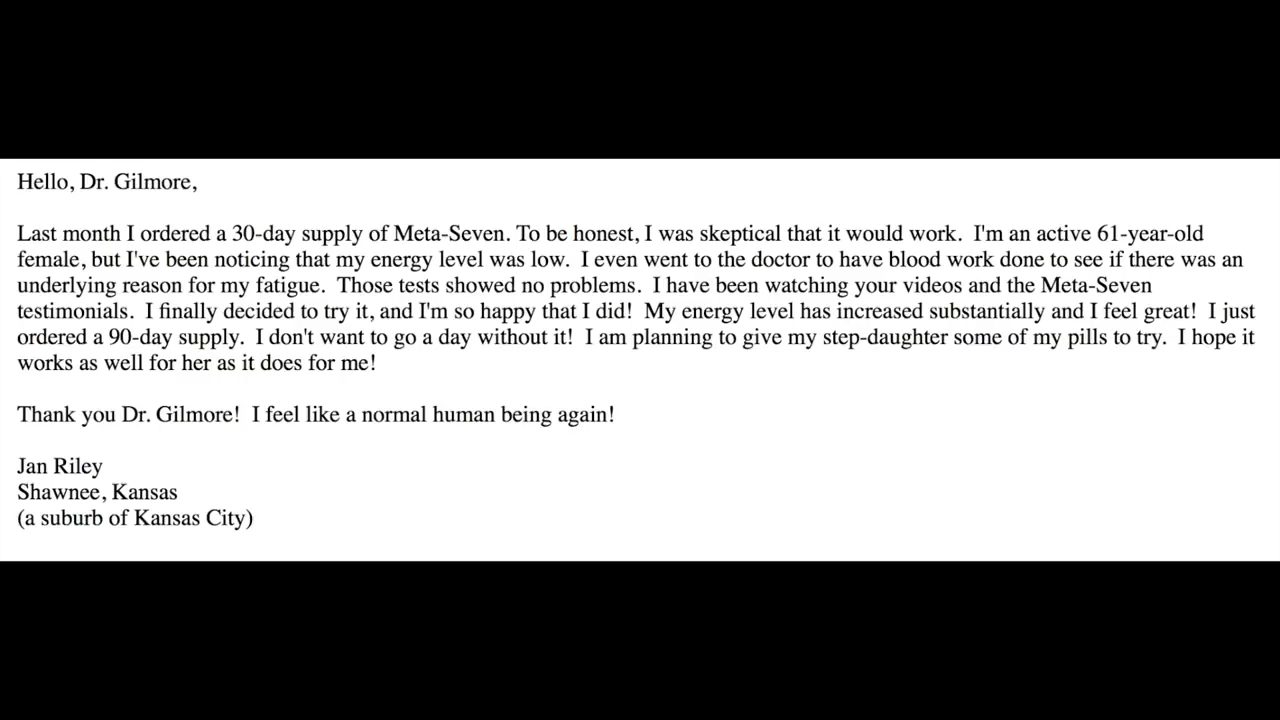 Hello, Dr. Gilmore,
Last month I ordered a 30-day supply of Meta-Seven. To be honest, I was skeptical that it would work.  I'm an active 61-year-old
female, but I've been noticing that my energy level was low.  I even went to the doctor to have blood work done to see if there was an
underlying reason for my fatigue.  Those tests showed no problems.  I have been watching your videos and the Meta-Seven
testimonials.  I finally decided to try it, and I'm so happy that I did!  My energy level has increased substantially and I feel great!  I just
ordered a 90-day supply.  I don't want to go a day without it!  I am planning to give my step-daughter some of my pills to try.  I hope it
works as well for her as it does for me!
Thank you Dr. Gilmore!  I feel like a normal human being again!
Jan Riley
Shawnee, Kansas
(a suburb of Kansas City)